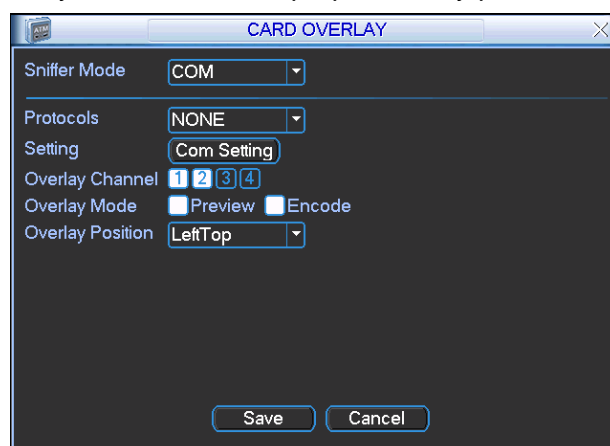 ATM
CARD OVERLAY
Sniffer Mode COM
Protocols NONE
Setting Com Setting
Overlay Channel 1 2 3 4
Overlay Mode Preview Encode
Overlay Position LeftTop
Save Cancel